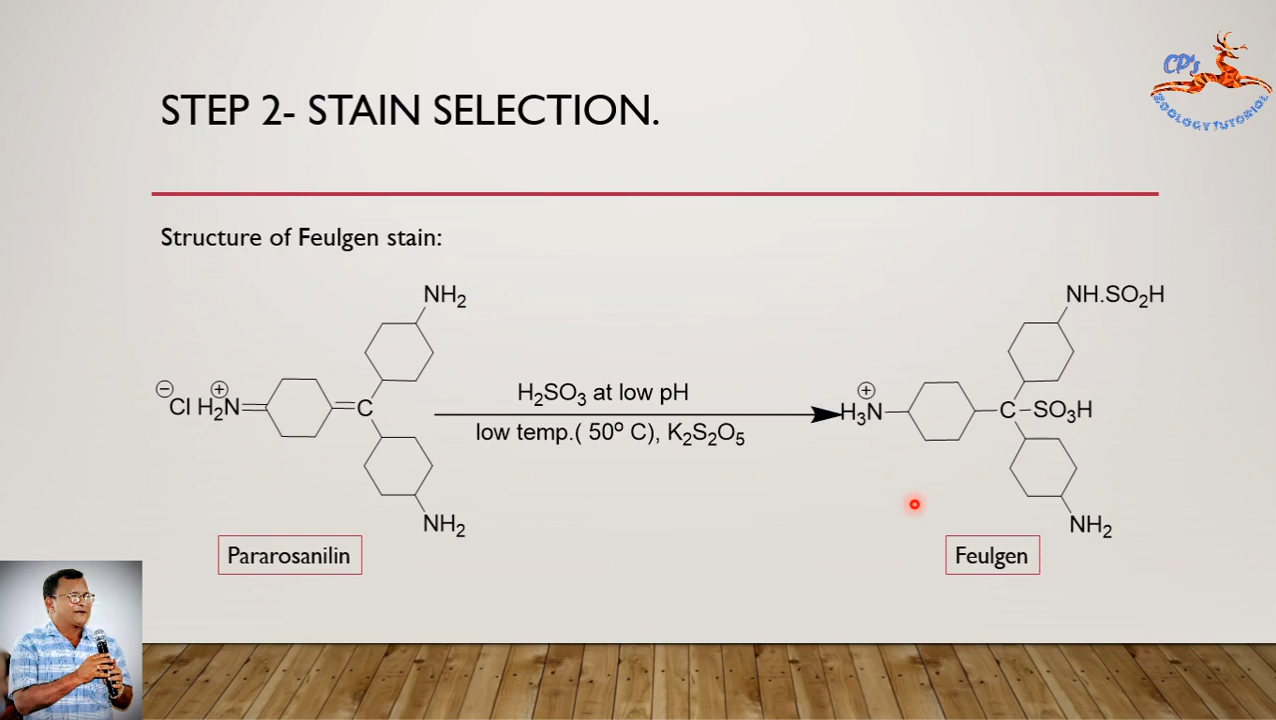 CP's
ZOOLOGY TUTORIAL
STEP 2- STAIN SELECTION.
Structure of Feulgen stain:
NH₂
⊖ ⊕
Cl H₂N=
=C
NH₂
H₂SO₃ at low pH
low temp.( 50º C), K₂S₂O₅
NH.SO₂H
⊕
H₃N
C
SO₃H
NH₂
Pararosanilin
Feulgen